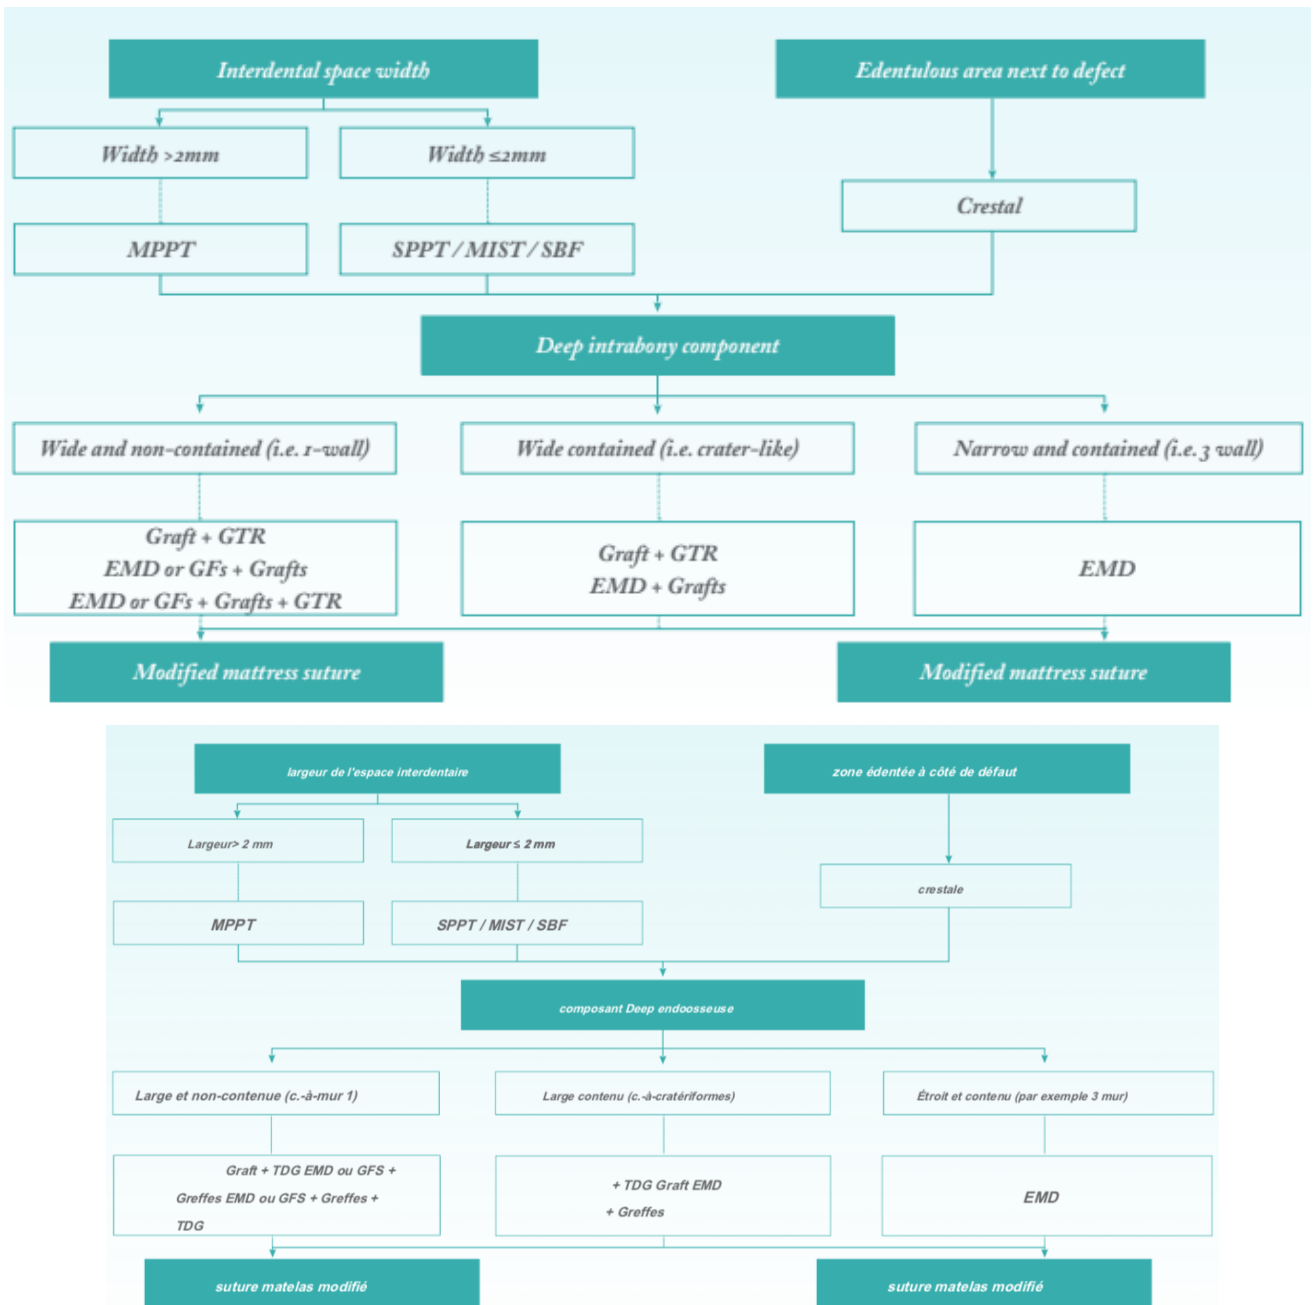 Interdental space width
Edentulous area next to defect
Width >2mm
Width ≤2mm
Crestal
MPPT
SPPT / MIST / SBF
Deep intrabony component
Wide and non-contained (i.e. 1-wall)
Wide contained (i.e. crater-like)
Narrow and contained (i.e. 3 wall)
Graft + GTR
EMD or GFs + Grafts
EMD or GFs + Grafts + GTR
Graft + GTR
EMD + Grafts
EMD
Modified mattress suture
Modified mattress suture
largeur de l'espace interdentaire
zone édentée à côté de défaut
Largeur> 2 mm
Largeur ≤ 2 mm
crestale
MPPT
SPPT / MIST / SBF
composant Deep endoosseuse
Large et non-contenue (c.-à-mur 1)
Large contenu (c.-à-cratériformes)
Étroit et contenu (par exemple 3 mur)
Graft + TDG EMD ou GFS +
Greffes EMD ou GFS + Greffes +
TDG
+ TDG Graft EMD
+ Greffes
EMD
suture matelas modifié
suture matelas modifié